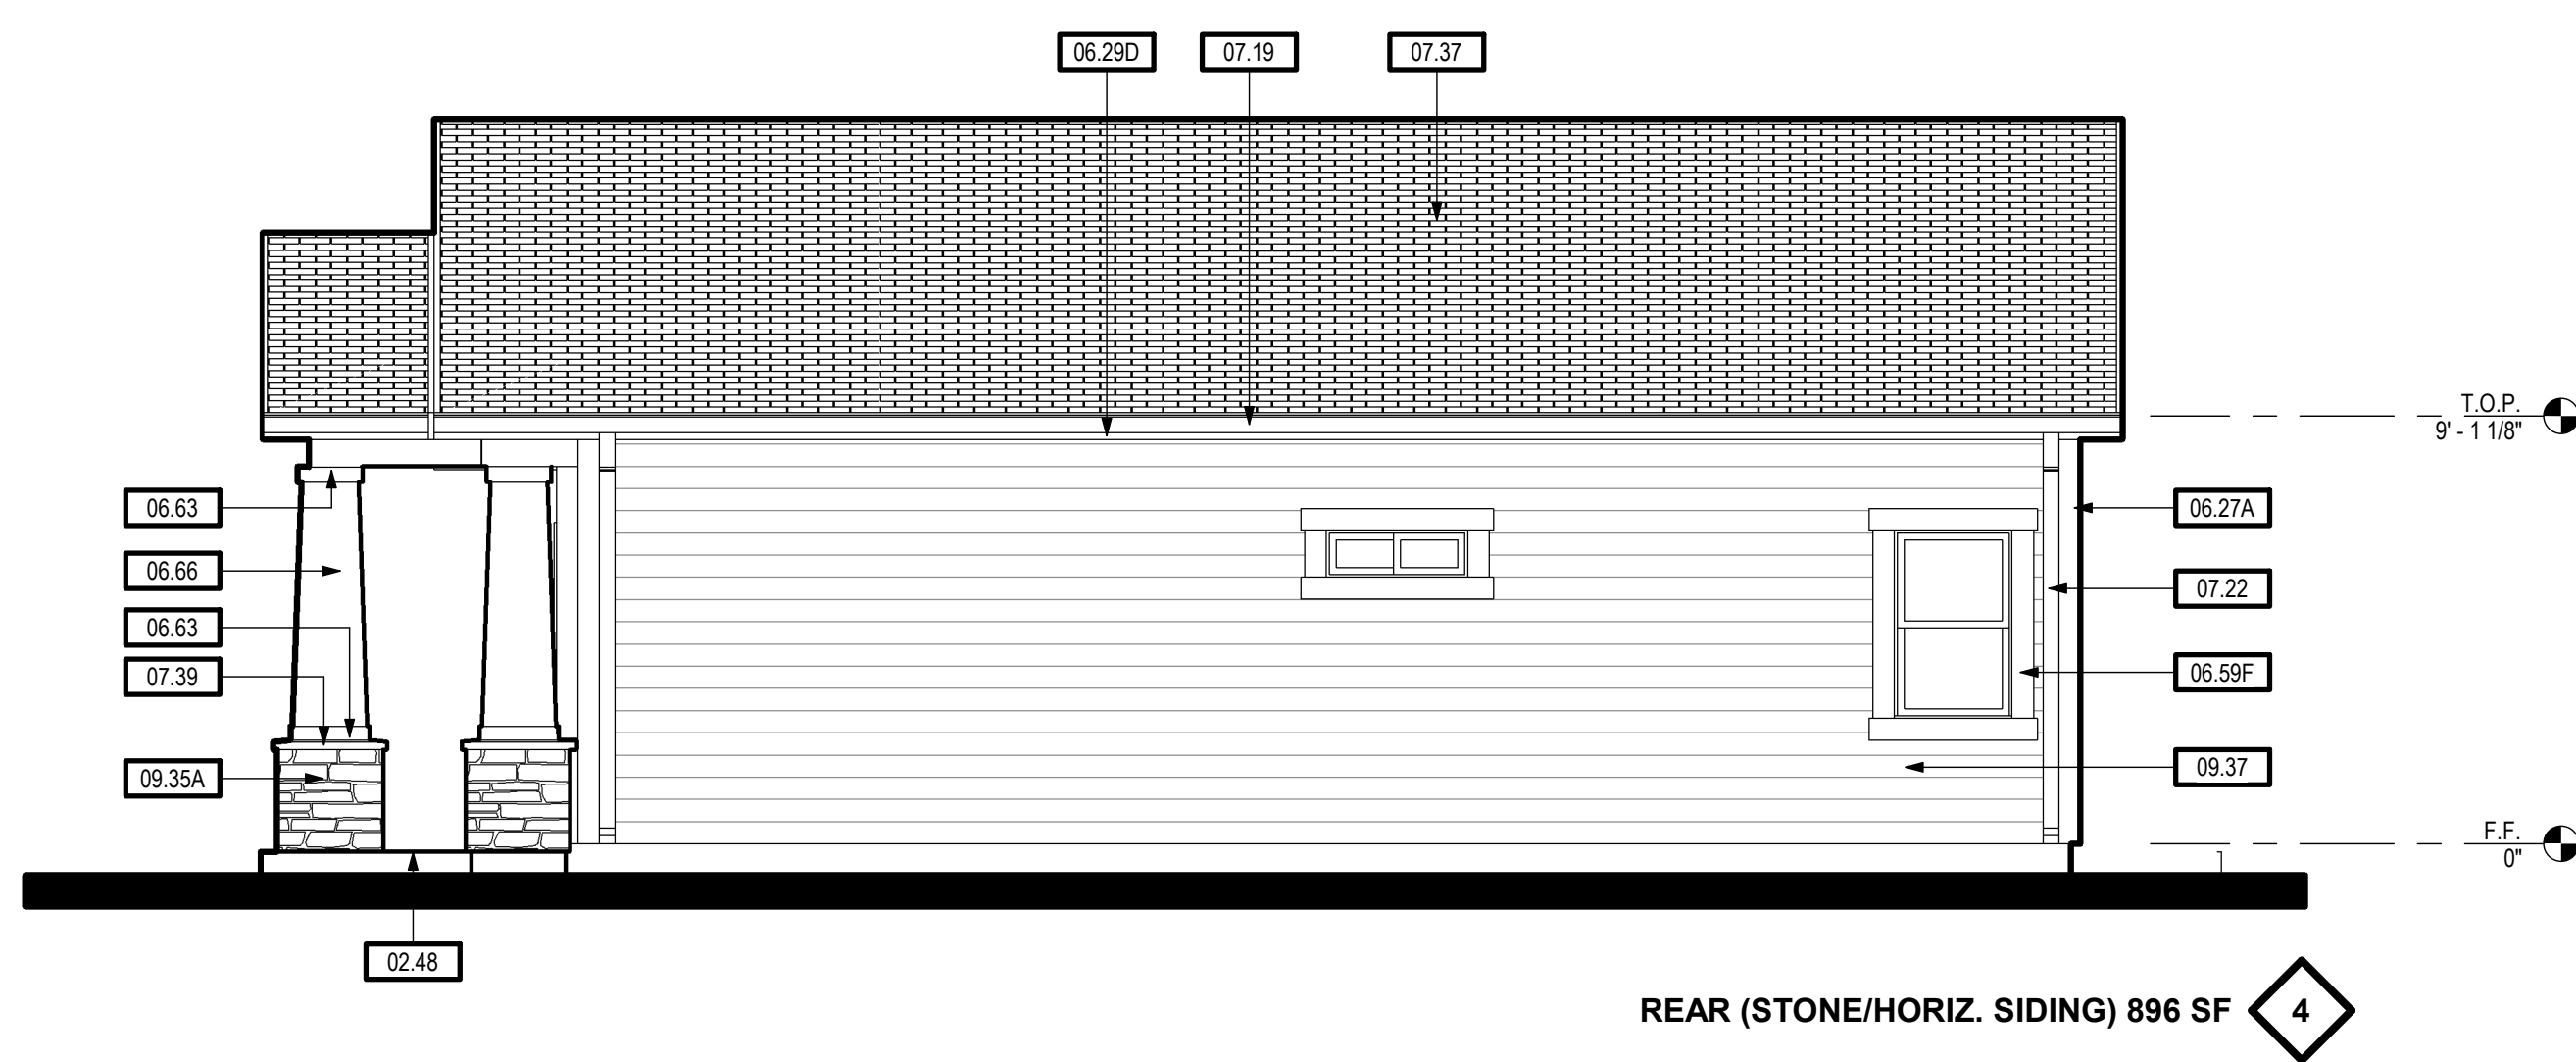 06.29D
07.19
07.37
T.O.P.
9' - 1 1/8"
06.63
06.66
06.63
07.39
09.35A
06.27A
07.22
06.59F
09.37
F.F.
0"
02.48
REAR (STONE/HORIZ. SIDING) 896 SF
4